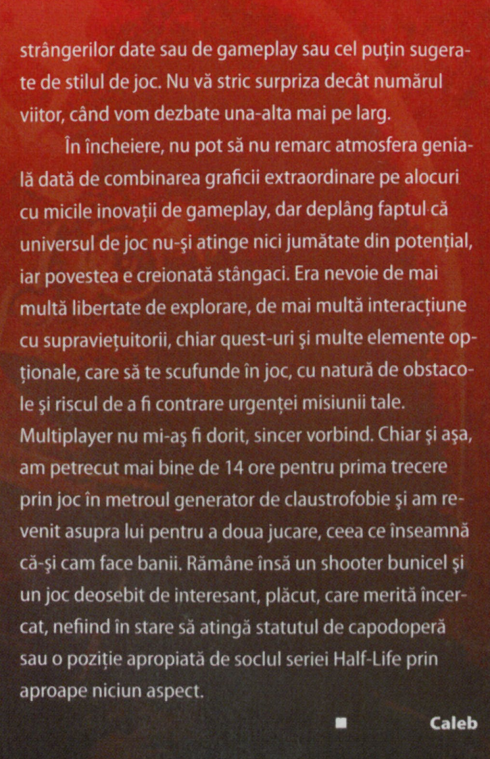 strângerilor date sau de gameplay sau cel puțin sugera-
te de stilul de joc. Nu vă stric surpriza decât numărul
viitor, când vom dezbate una-alta mai pe larg.
În încheiere, nu pot să nu remarc atmosfera genia-
lă dată de combinarea graficii extraordinare pe alocuri
cu micile inovații de gameplay, dar deplâng faptul că
universul de joc nu-și atinge nici jumătate din potențial,
iar povestea e creionată stângaci. Era nevoie de mai
multă libertate de explorare, de mai multă interacțiune
cu supraviețuitorii, chiar quest-uri şi multe elemente op-
ționale, care să te scufunde în joc, cu natură de obstaco-
le şi riscul de a fi contrare urgenței misiunii tale.
Multiplayer nu mi-aş fi dorit, sincer vorbind. Chiar şi aşa,
am petrecut mai bine de 14 ore pentru prima trecere
prin joc în metroul generator de claustrofobie şi am re-
venit asupra lui pentru a doua jucare, ceea ce înseamnă
că-şi cam face banii. Rămâne însă un shooter bunicel şi
un joc deosebit de interesant, plăcut, care merită încer-
cat, nefiind în stare să atingă statutul de capodoperă
sau o poziție apropiată de soclul seriei Half-Life prin
aproape niciun aspect.
■ Caleb